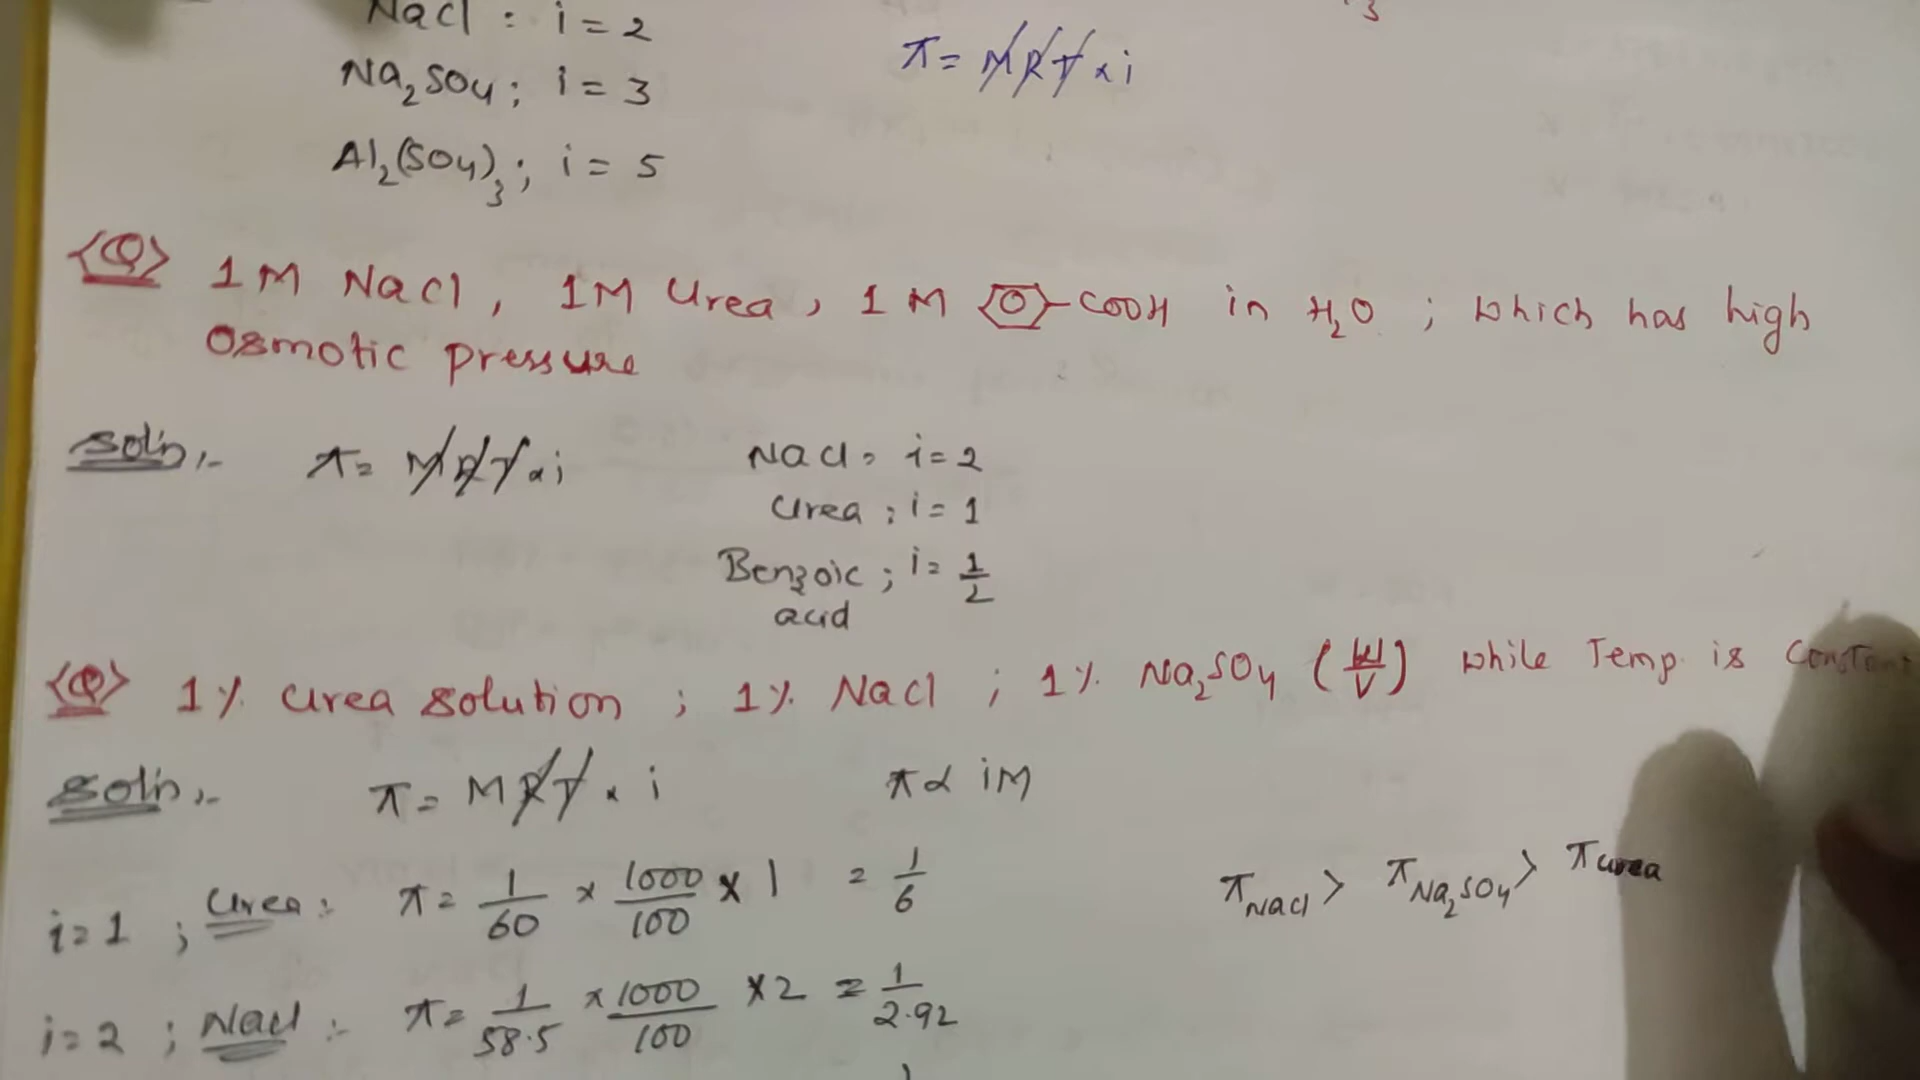 NaCl : i = 2
π = MRT x i
Na2SO4 ; i = 3
Al2(SO4)3 ; i = 5
<Q> 1M NaCl, 1M Urea, 1M -COOH in H2O ; which has high
Osmotic pressure
Soln:- π = MRT x i
NaCl, i = 2
Urea ; i = 1
Benzoic ; i = 1/2
acid
<Q> 1% Urea solution ; 1% NaCl ; 1% Na2SO4 (W/V) while Temp. is Constant
Soln:- π = MRT x i π α iM
i = 1 ; Urea :- π = 1/60 x 1000/100 x 1 = 1/6
πNaCl > πNa2SO4 > πurea
i = 2 ; NaCl :- π = 1/58.5 x 1000/100 x 2 = 1/2.92